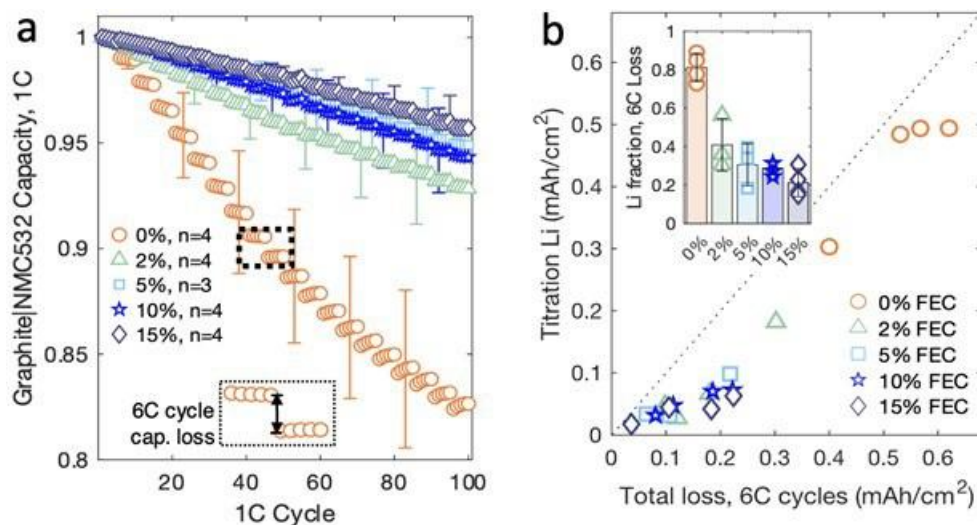 a
Graphite|NMC532 Capacity, 1C
1
0.95
0.9
0.85
0.8
0%, n=4
2%, n=4
5%, n=3
10%, n=4
15%, n=4
6C cycle
cap. loss
20
40
60
80
100
1C Cycle
b
Titration Li (mAh/cm²)
0.6
0.5
0.4
0.3
0.2
0.1
0
Li fraction, 6C Loss
1
0.8
0.6
0.4
0.2
0
0%
2%
5%
10%
15%
0% FEC
2% FEC
5% FEC
10% FEC
15% FEC
0
0.1
0.2
0.3
0.4
0.5
0.6
Total loss, 6C cycles (mAh/cm²)